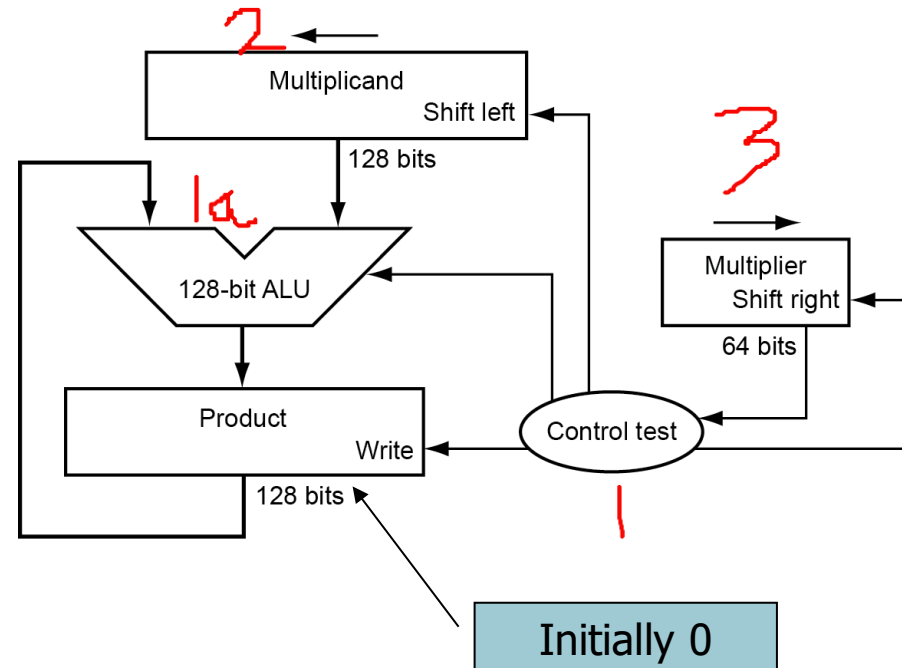 2
Multiplicand
Shift left
128 bits
3
1a
128-bit ALU
Multiplier
Shift right
64 bits
Product
Write
Control test
128 bits
1
Initially 0